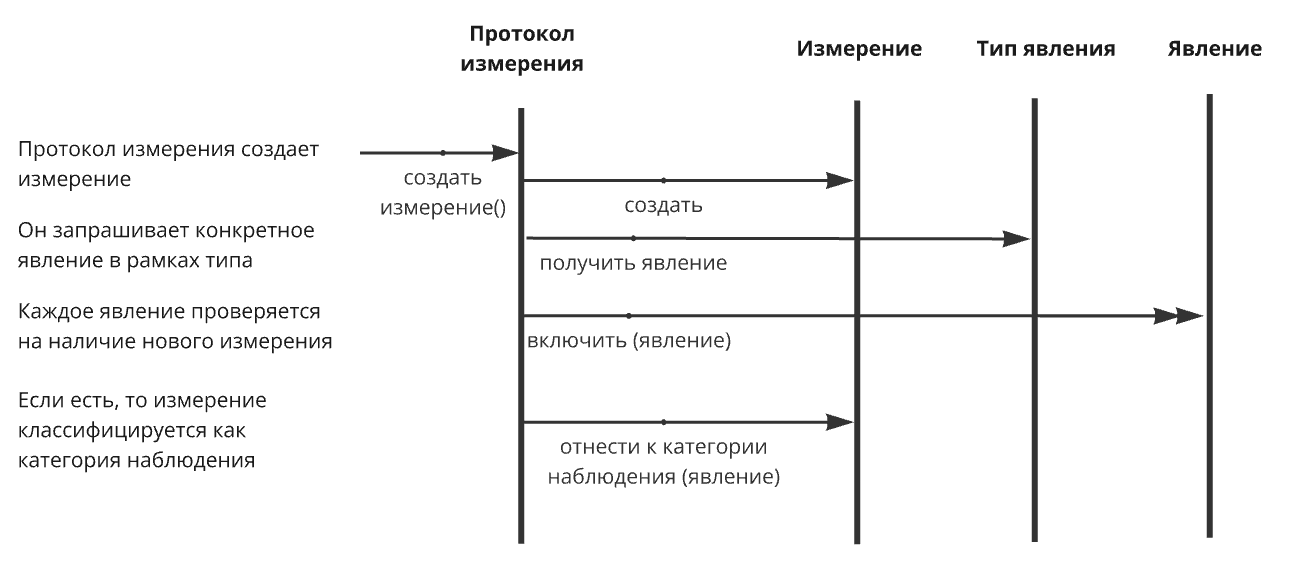 Протокол
измерения
Измерение
Тип явления
Явление
Протокол измерения создает
измерение
создать
измерение()
создать
Он запрашивает конкретное
явление в рамках типа
получить явление
Каждое явление проверяется
на наличие нового измерения
включить (явление)
Если есть, то измерение
классифицируется как
категория наблюдения
отнести к категории
наблюдения (явление)